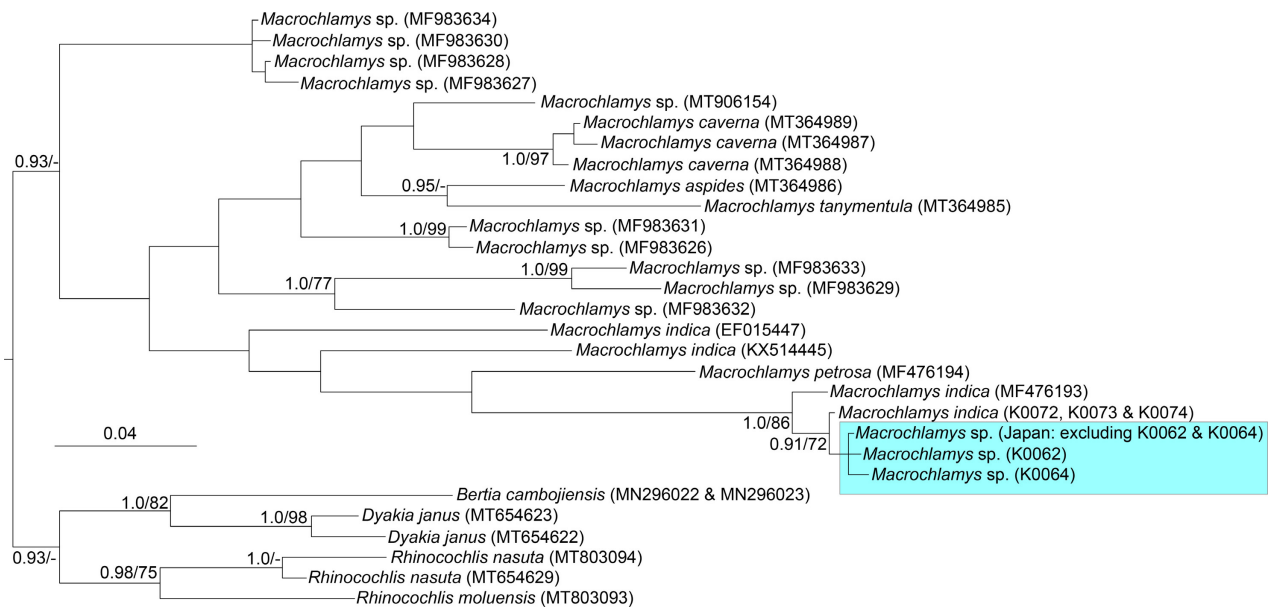 Macrochlamys sp. (MF983634)
Macrochlamys sp. (MF983630)
Macrochlamys sp. (MF983628)
Macrochlamys sp. (MF983627)
Macrochlamys sp. (MT906154)
Macrochlamys caverna (MT364989)
Macrochlamys caverna (MT364987)
1.0/97
Macrochlamys caverna (MT364988)
0.93/-
0.95/-
Macrochlamys aspides (MT364986)
Macrochlamys tanymentula (MT364985)
1.0/99
Macrochlamys sp. (MF983631)
Macrochlamys sp. (MF983626)
1.0/99
Macrochlamys sp. (MF983633)
1.0/77
Macrochlamys sp. (MF983629)
Macrochlamys sp. (MF983632)
Macrochlamys indica (EF015447)
Macrochlamys indica (KX514445)
Macrochlamys petrosa (MF476194)
Macrochlamys indica (MF476193)
1.0/86
Macrochlamys indica (K0072, K0073 & K0074)
0.91/72
Macrochlamys sp. (Japan: excluding K0062 & K0064)
Macrochlamys sp. (K0062)
Macrochlamys sp. (K0064)
0.04
1.0/82
Bertia cambojiensis (MN296022 & MN296023)
1.0/98
Dyakia janus (MT654623)
Dyakia janus (MT654622)
0.93/-
1.0/-
Rhinocochlis nasuta (MT803094)
0.98/75
Rhinocochlis nasuta (MT654629)
Rhinocochlis moluensis (MT803093)